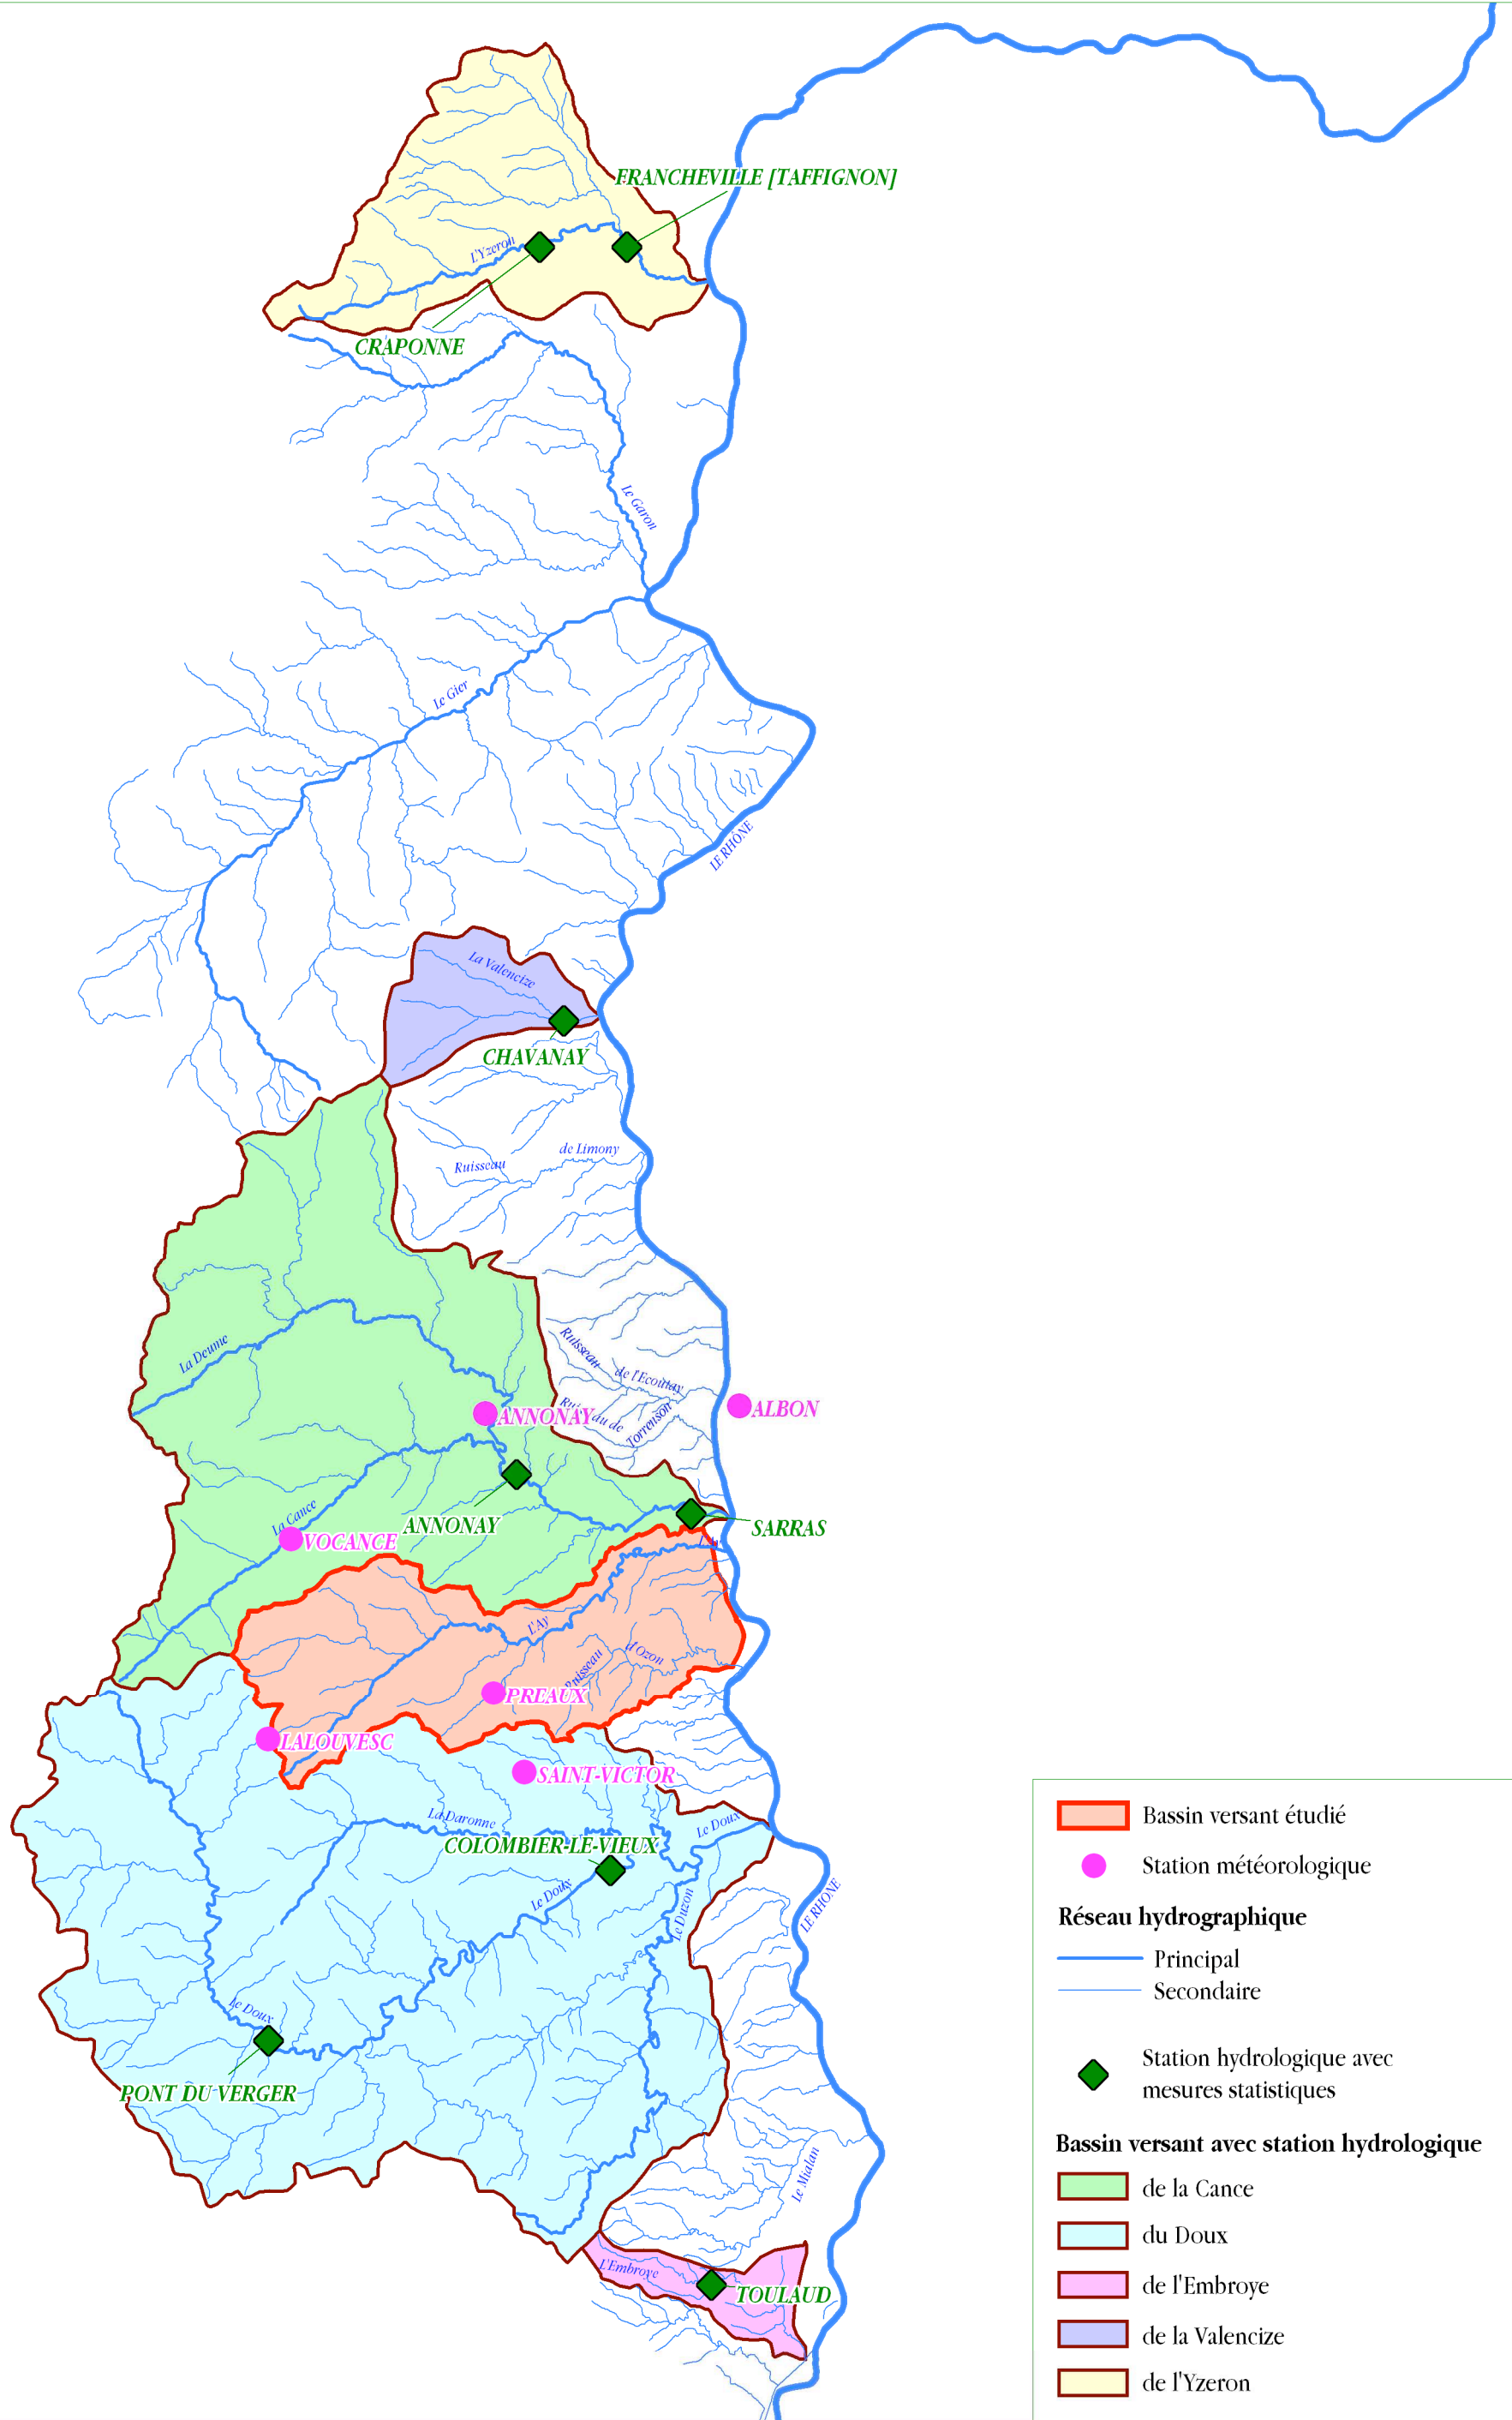 FRANCHEVILLE [TAFFIGNON]
L'Yzeron
CRAPONNE
Le Garon
Le Gier
LE RHÔNE
La Valencize
CHAVANAY
de Limony
Ruisseau
Ruisseau
de l'Ecoutay
La Deume
ALBON
ANNONAY
Torrenson
La Cance
ANNONAY
SARRAS
VOCANCE
L'Ay
d'Ozon
Ruisseau
PREAUX
LALOUVESC
SAINT-VICTOR
La Daronne
Le Doux
COLOMBIER-LE-VIEUX
Le Doux
Le Duzon
LE RHONE
Le Doux
PONT DU VERGER
Le Mialan
L'Embroye
TOULAUD
Bassin versant étudié
Station météorologique
Réseau hydrographique
Principal
Secondaire
Station hydrologique avec
mesures statistiques
Bassin versant avec station hydrologique
de la Cance
du Doux
de l'Embroye
de la Valencize
de l'Yzeron